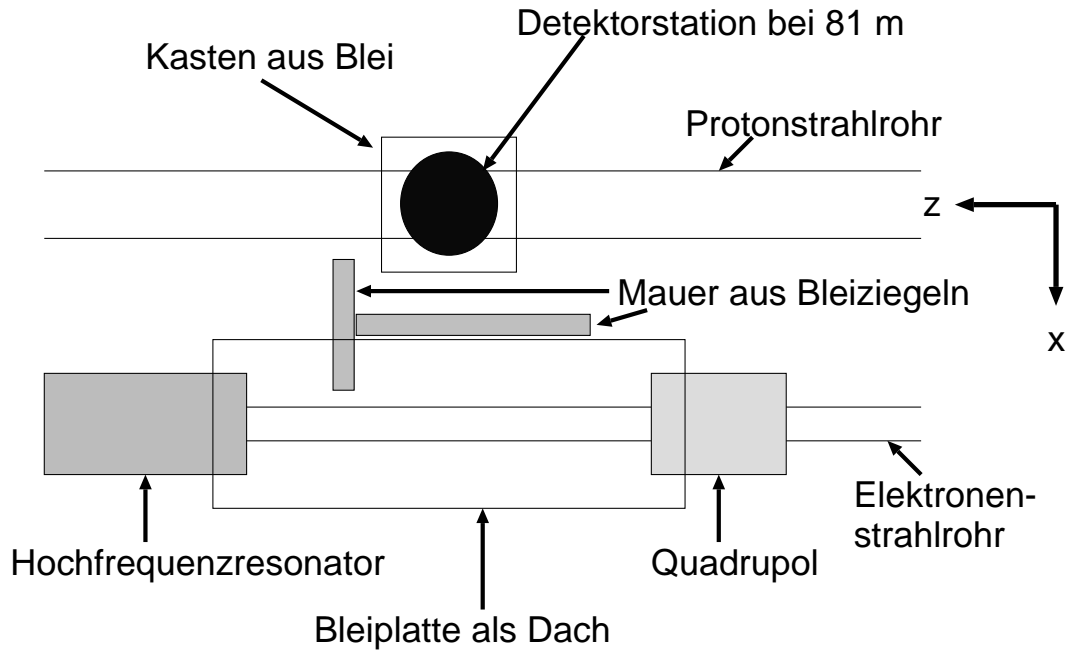 Detektorstation bei 81 m
Kasten aus Blei
Protonstrahlrohr
z
Mauer aus Bleiziegeln
x
Elektronen-
strahlrohr
Hochfrequenzresonator
Quadrupol
Bleiplatte als Dach